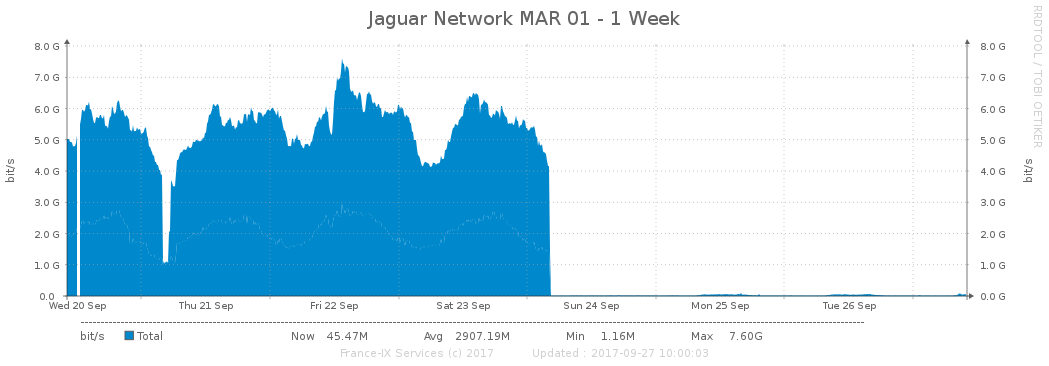 Jaguar Network MAR 01 - 1 Week
RRDTOOL / TOBI OETIKER
8.0 G 8.0 G
7.0 G 7.0 G
6.0 G 6.0 G
5.0 G 5.0 G
4.0 G 4.0 G
3.0 G 3.0 G
2.0 G 2.0 G
1.0 G 1.0 G
0.0 0.0 G
bit/s
bit/s
Wed 20 Sep Thu 21 Sep Fri 22 Sep Sat 23 Sep Sun 24 Sep Mon 25 Sep Tue 26 Sep
bit/s Total Now 45.47M Avg 2907.19M Min 1.16M Max 7.60G
France-IX Services (c) 2017 Updated : 2017-09-27 10:00:03